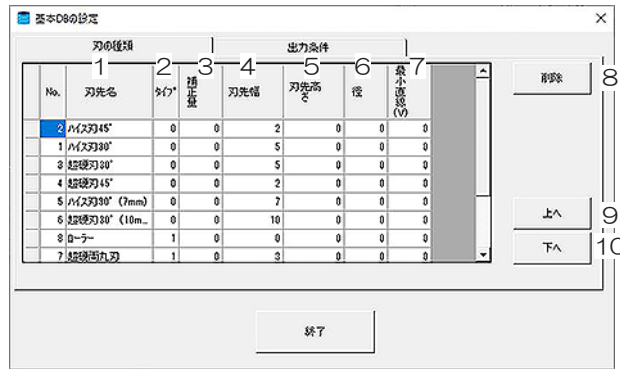 基本DBの設定
刃の種類 出力条件
1 2 3 4 5 6 7
No. 刃先名 ﾀｲﾌﾟ 補正量 刃先幅 刃先高さ 径 最小直線(V)
削除 8
2 ﾊｲｽ刃45° 0 0 2 0 0 0
1 ﾊｲｽ刃30° 0 0 5 0 0 0
3 超硬刃30° 0 0 5 0 0 0
4 超硬刃45° 0 0 2 0 0 0
5 ﾊｲｽ刃30° (7mm) 0 0 7 0 0 0
6 超硬刃30° (10m... 0 0 10 0 0 0
8 ﾛｰﾗｰ 1 0 0 0 0 0
7 超硬両丸刃 1 0 3 0 0 0
上へ 9
下へ 10
終了